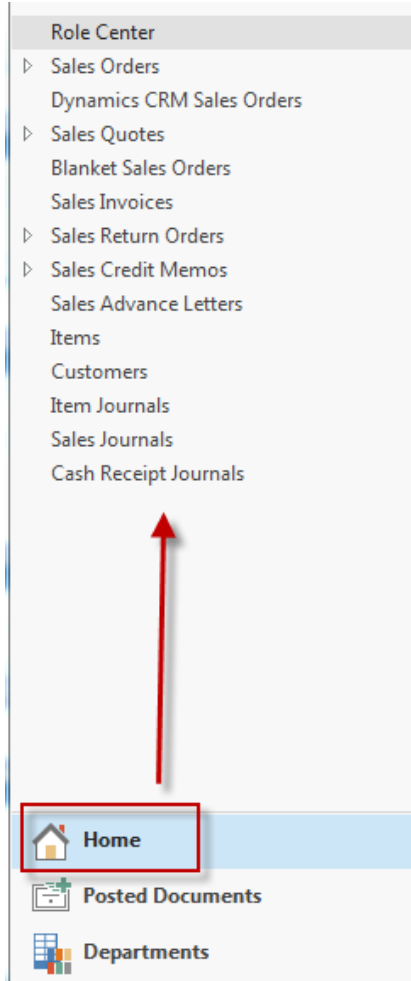 Role Center
Sales Orders
Dynamics CRM Sales Orders
Sales Quotes
Blanket Sales Orders
Sales Invoices
Sales Return Orders
Sales Credit Memos
Sales Advance Letters
Items
Customers
Item Journals
Sales Journals
Cash Receipt Journals
Home
Posted Documents
Departments